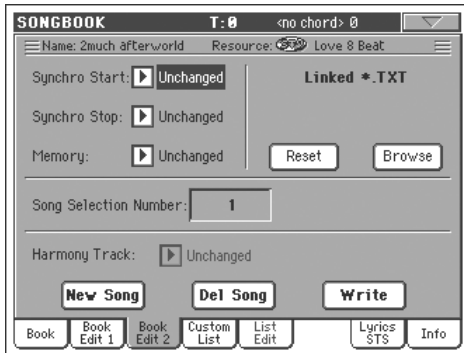 SONGBOOK T:0 <no chord> 0
Name: 2much afterworld Resource: Love 8 Beat
Synchro Start: Unchanged Linked *.TXT
Synchro Stop: Unchanged
Memory: Unchanged Reset Browse
Song Selection Number: 1
Harmony Track: Unchanged
New Song Del Song Write
Book Book Edit 1 Book Edit 2 Custom List List Edit Lyrics STS Info